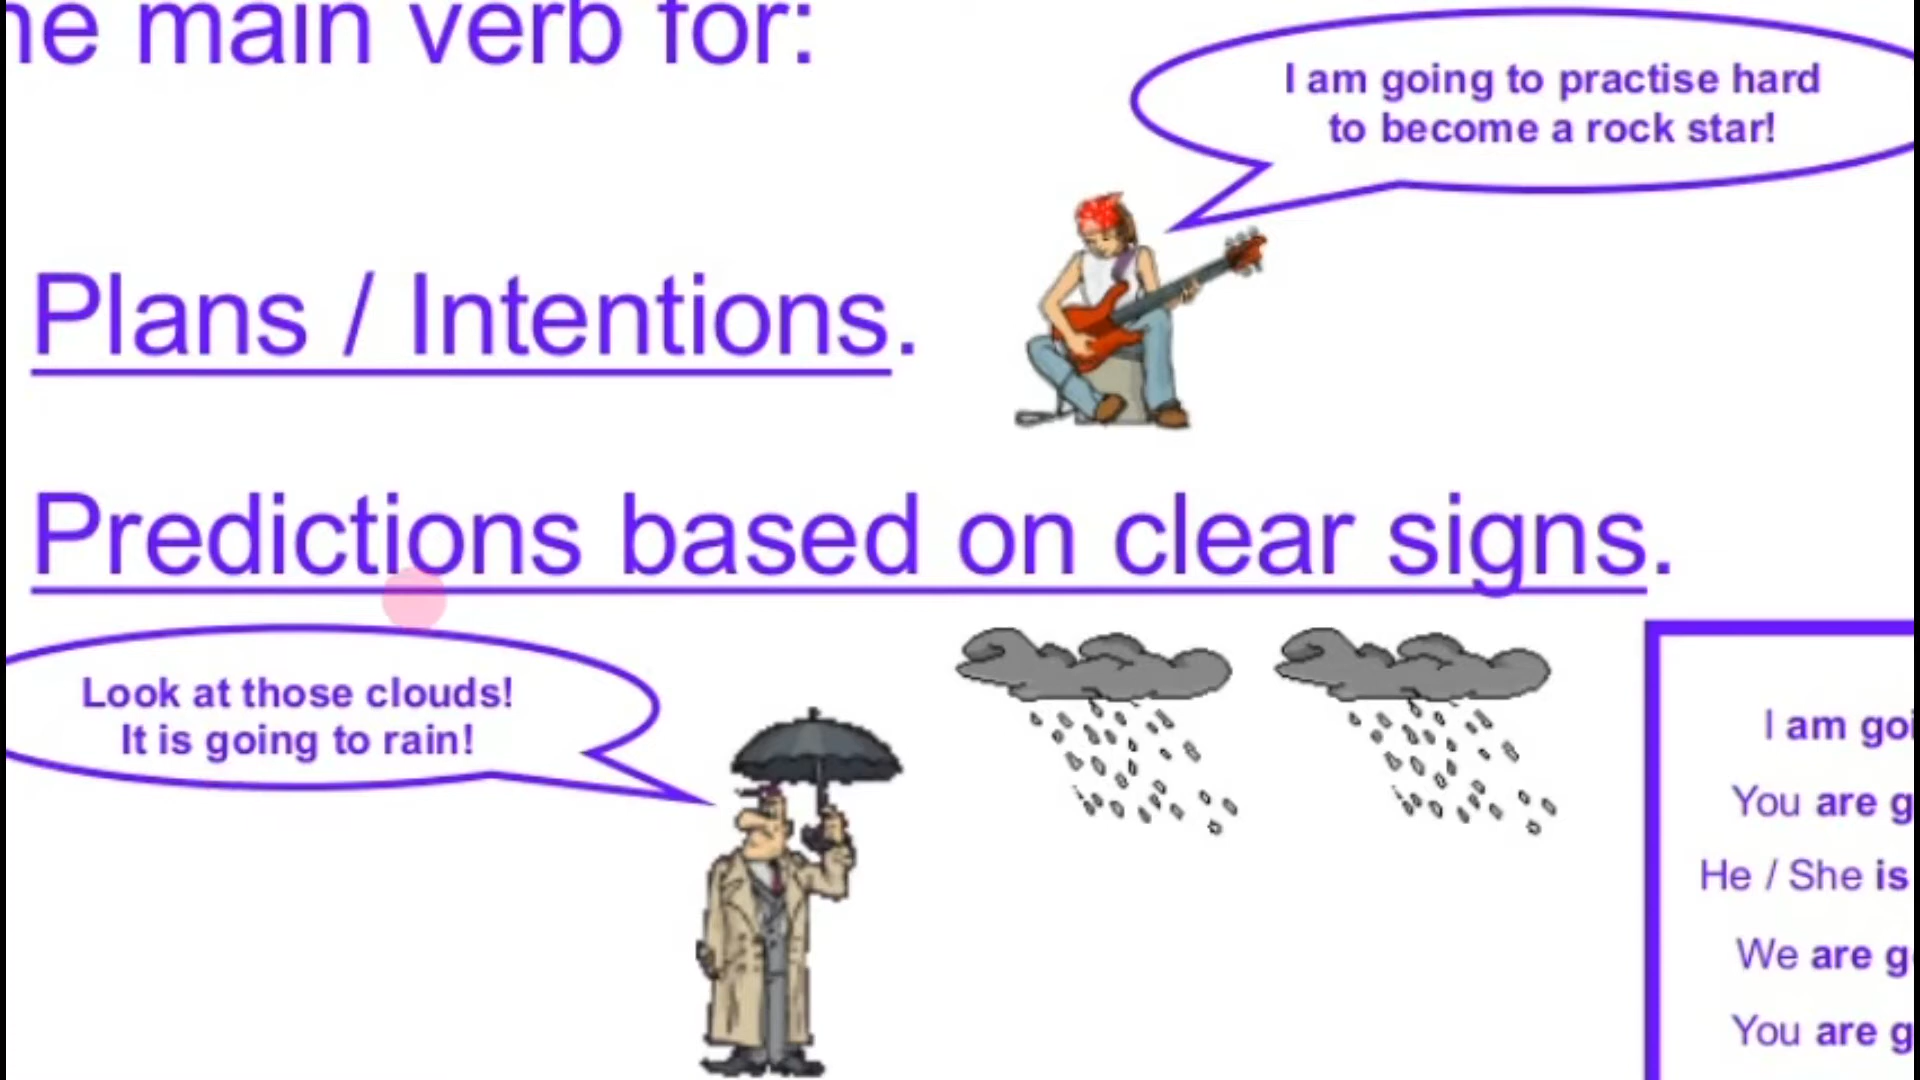 main verb for:
I am going to practise hard
to become a rock star!
Plans / Intentions.
Predictions based on clear signs.
Look at those clouds!
It is going to rain!
I am
You are
He / She is
We are
You are